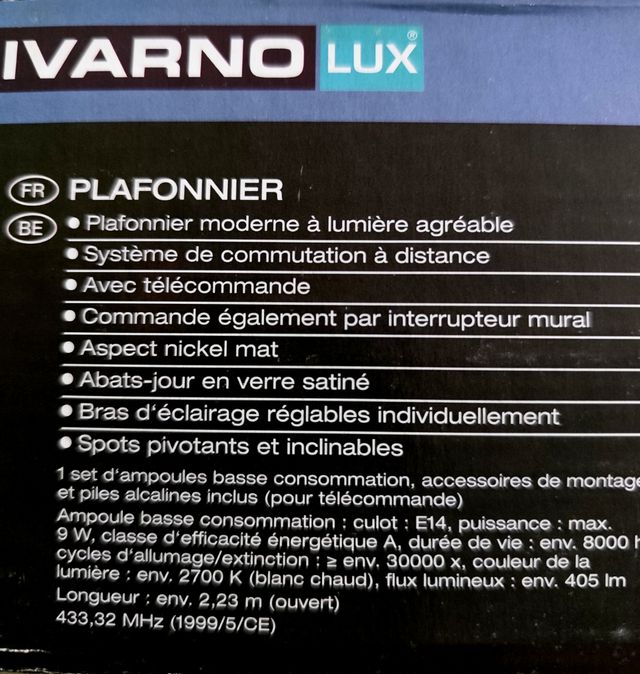 IVARNO LUX®
FR PLAFONNIER
BE • Plafonnier moderne à lumière agréable
• Système de commutation à distance
• Avec télécommande
• Commande également par interrupteur mural
• Aspect nickel mat
• Abats-jour en verre satiné
• Bras d'éclairage réglables individuellement
• Spots pivotants et inclinables
1 set d'ampoules basse consommation, accessoires de montage
et piles alcalines inclus (pour télécommande)
Ampoule basse consommation : culot : E14, puissance : max.
9 W, classe d'efficacité énergétique A, durée de vie : env. 8000 h
cycles d'allumage/extinction : ≥ env. 30000 x, couleur de la
lumière : env. 2700 K (blanc chaud), flux lumineux : env. 405 lm
Longueur : env. 2,23 m (ouvert)
433,32 MHz (1999/5/CE)